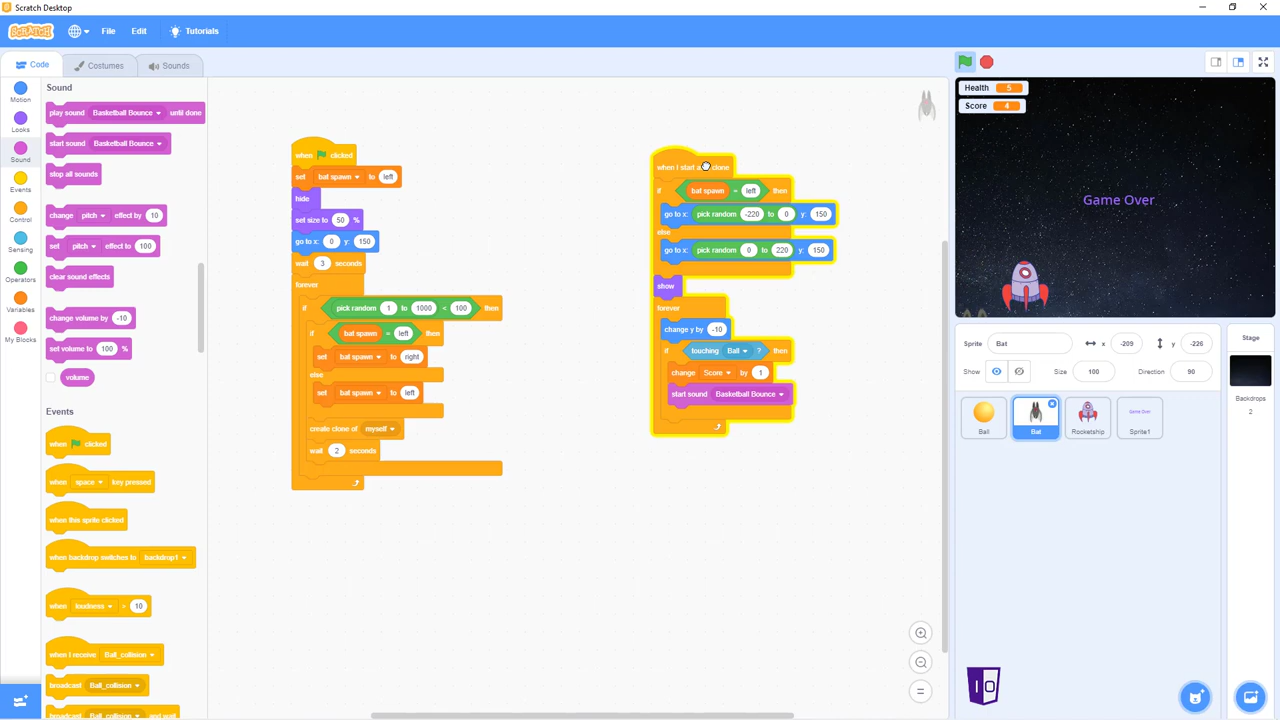 Scratch Desktop
SCRATCH File Edit Tutorials
Code Costumes Sounds
Motion
Looks
Sound
Events
Control
Sensing
Operators
Variables
My Blocks
Sound
play sound Basketball Bounce until done
start sound Basketball Bounce
stop all sounds
change pitch effect by 10
set pitch effect to 100
clear sound effects
change volume by -10
set volume to 100 %
volume
Events
when clicked
when space key pressed
when this sprite clicked
when backdrop switches to backdrop1
when loudness > 10
when I receive Ball_collision
broadcast Ball_collision
broadcast Ball_collision and wait
when clicked
set bat spawn to left
hide
set size to 50 %
go to x: 0 y: 150
wait 3 seconds
forever
if pick random 1 to 1000 < 100 then
if bat spawn = left then
set bat spawn to right
else
set bat spawn to left
create clone of myself
wait 2 seconds
when I start a clone
if bat spawn = left then
go to x: pick random -220 to 0 y: 150
else
go to x: pick random 0 to 220 y: 150
show
forever
change y by -10
if touching Ball ? then
change Score by 1
start sound Basketball Bounce
Health 5
Score 4
Game Over
Sprite Bat x -209 y -226
Show Size 100 Direction 90
Ball Bat Rocketship Sprite1
Game Over
Stage
Backdrops
2